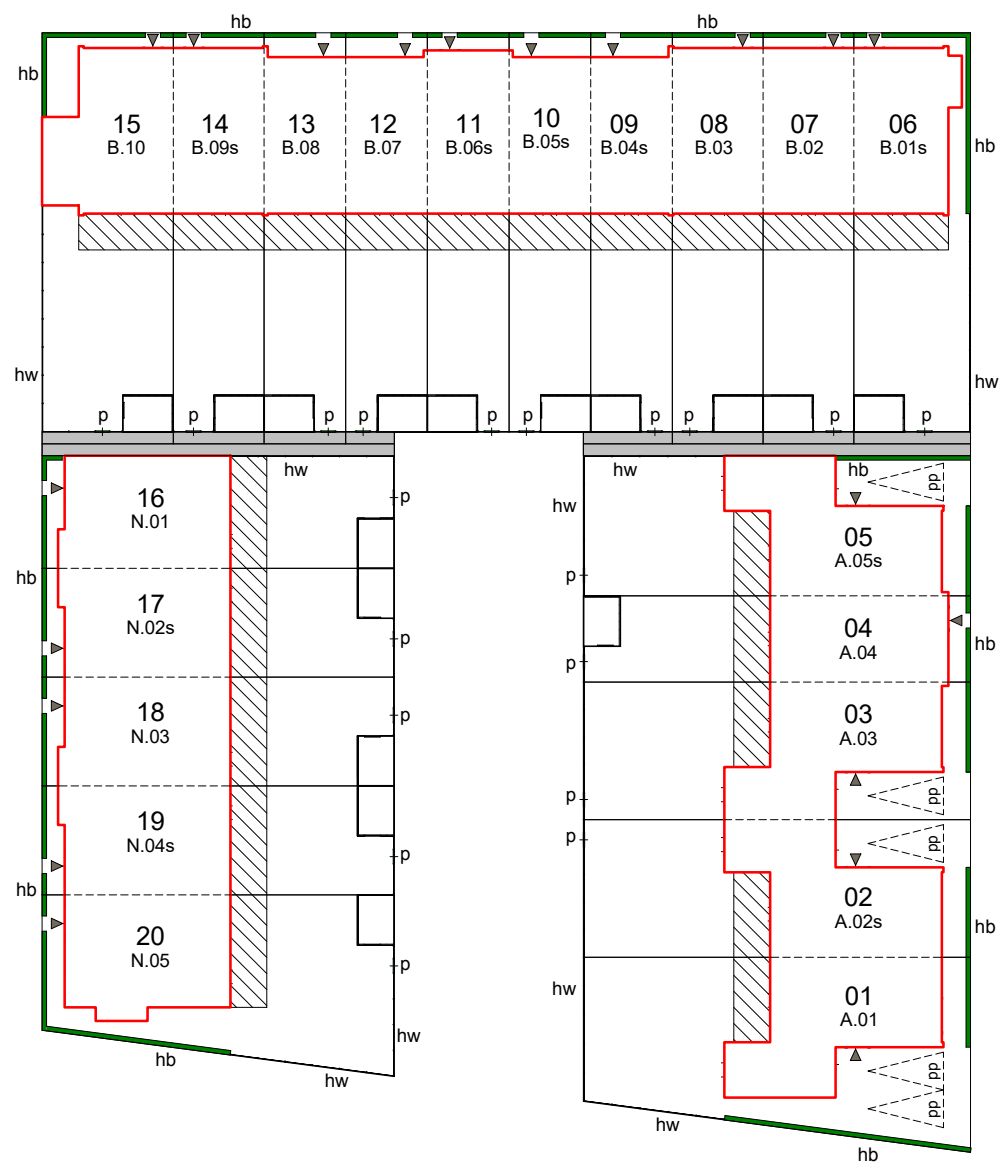 hb
hb
hb
hb
15
B.10
14
B.09s
13
B.08
12
B.07
11
B.06s
10
B.05s
09
B.04s
08
B.03
07
B.02
06
B.01s
hw
hw
p
p
p
p
p
p
p
p
p
hw
16
N.01
p
hb
17
N.02s
p
18
N.03
p
19
N.04s
p
hb
20
N.05
p
hw
hb
hw
hw
hb
pp
hw
05
A.05s
p
04
A.04
hb
p
03
A.03
p
pp
p
pp
02
A.02s
hb
hw
01
A.01
pp
pp
hw
hb